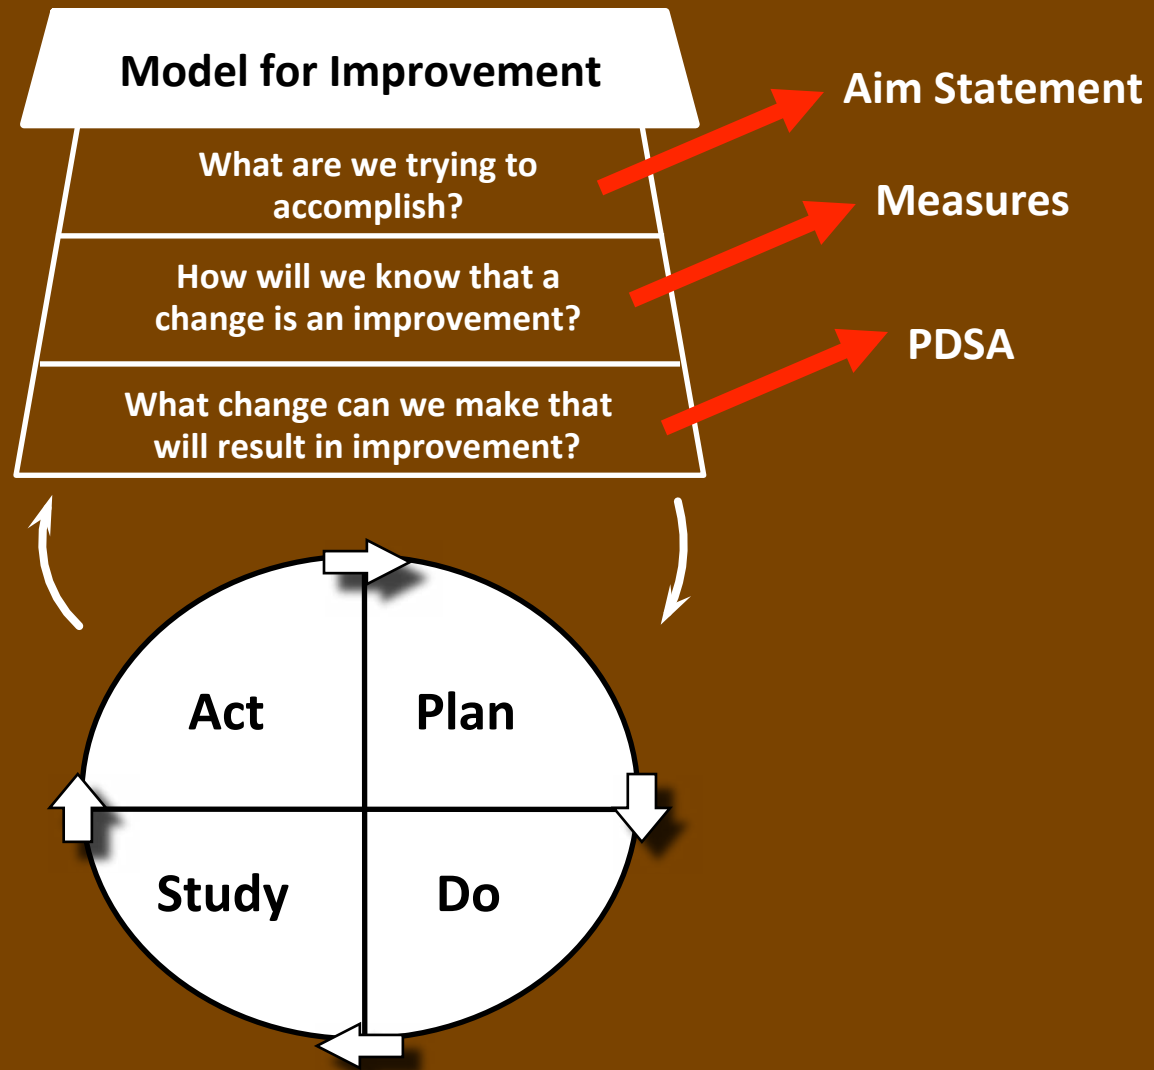 Model for Improvement
Aim Statement
What are we trying to
accomplish?
Measures
How will we know that a
change is an improvement?
PDSA
What change can we make that
will result in improvement?
Act
Plan
Study
Do